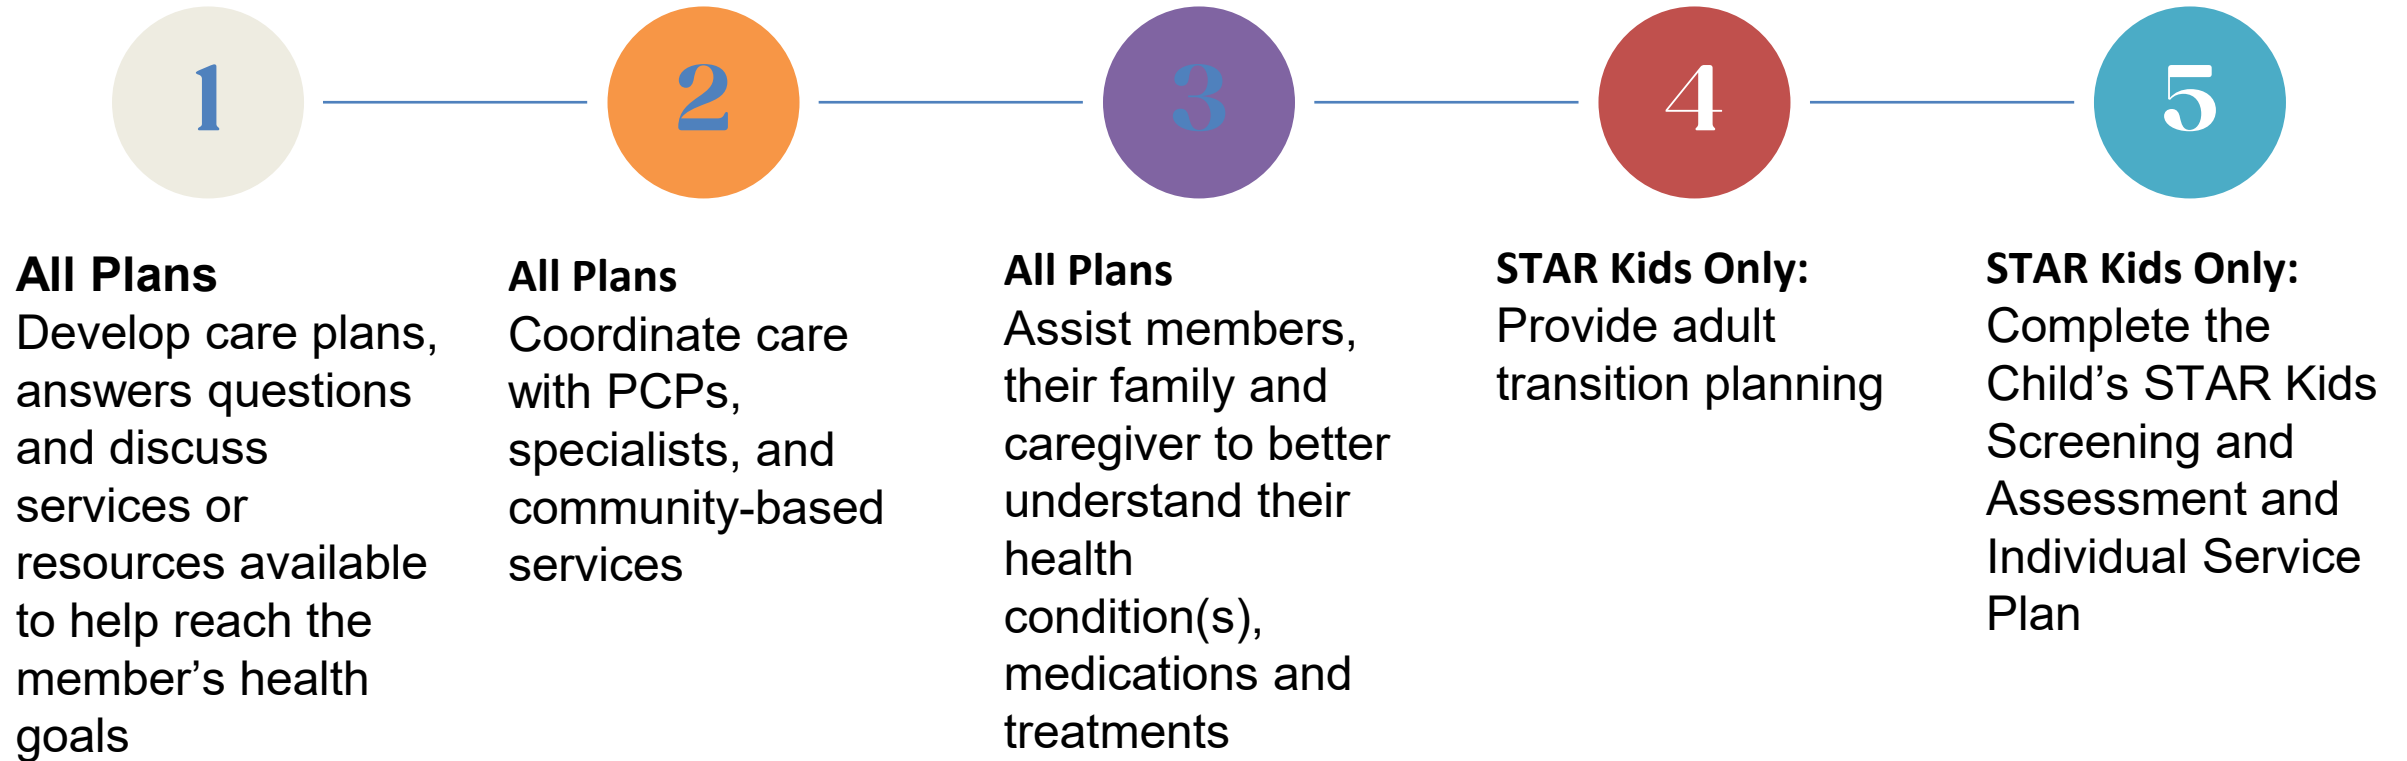 1
2
3
4
5
All Plans
Develop care plans,
answers questions
and discuss
services or
resources available
to help reach the
member’s health
goals
All Plans
Coordinate care
with PCPs,
specialists, and
community-based
services
All Plans
Assist members,
their family and
caregiver to better
understand their
health
condition(s),
medications and
treatments
STAR Kids Only:
Provide adult
transition planning
STAR Kids Only:
Complete the
Child’s STAR Kids
Screening and
Assessment and
Individual Service
Plan